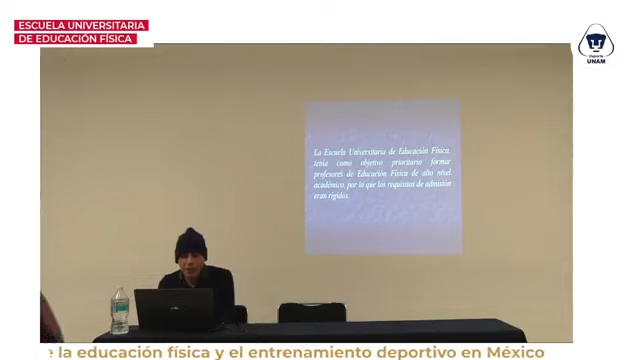 ESCUELA UNIVERSITARIA
DE EDUCACIÓN FÍSICA
Deporte
UNAM
La Escuela Universitaria de Educación Física,
tenía como objetivo prioritario formar
profesores de Educación Física de alto nivel
académico, por lo que los requisitos de admisión
eran rígidos.
e la educación física y el entrenamiento deportivo en México